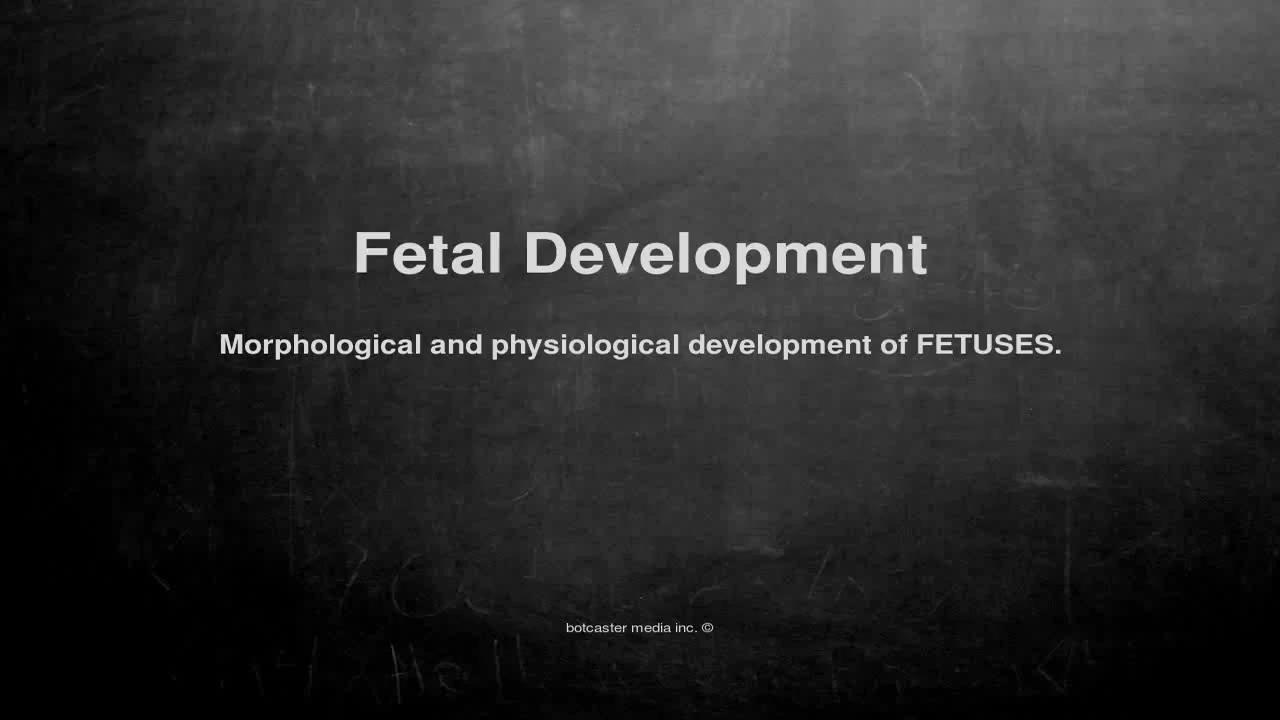 Fetal Development
Morphological and physiological development of FETUSES.
botcaster media inc. ©